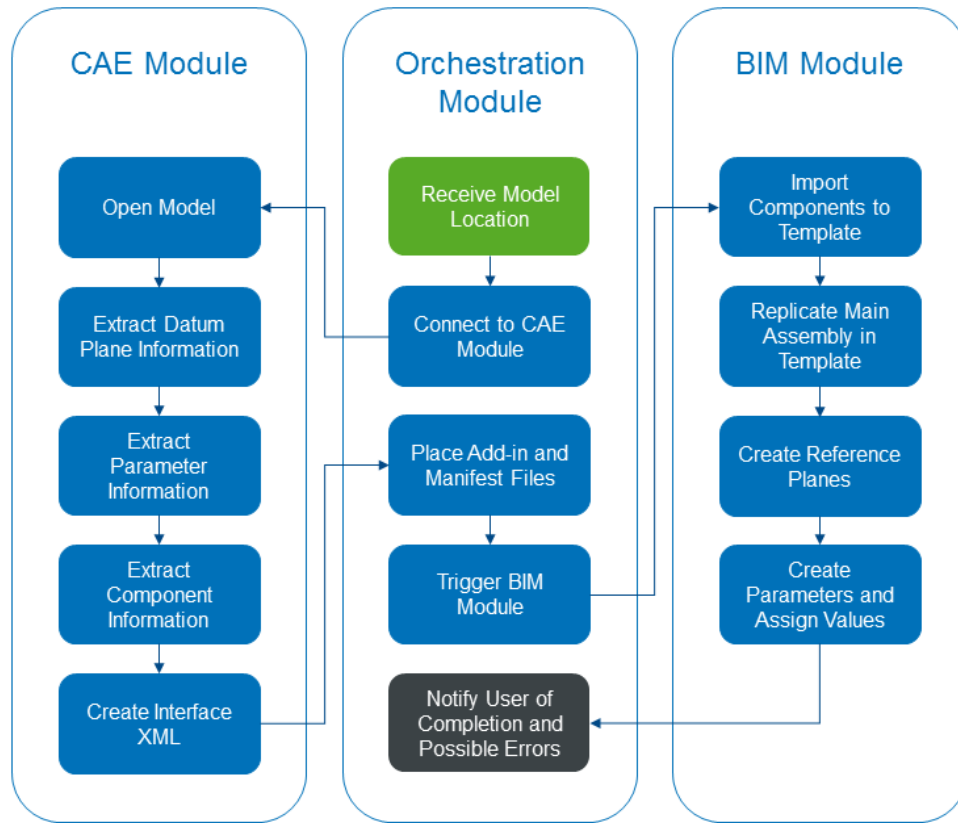 CAE Module
Open Model
Extract Datum
Plane Information
Extract
Parameter
Information
Extract
Component
Information
Create Interface
XML
Orchestration
Module
Receive Model
Location
Connect to CAE
Module
Place Add-in and
Manifest Files
Trigger BIM
Module
Notify User of
Completion and
Possible Errors
BIM Module
Import
Components to
Template
Replicate Main
Assembly in
Template
Create Reference
Planes
Create
Parameters and
Assign Values